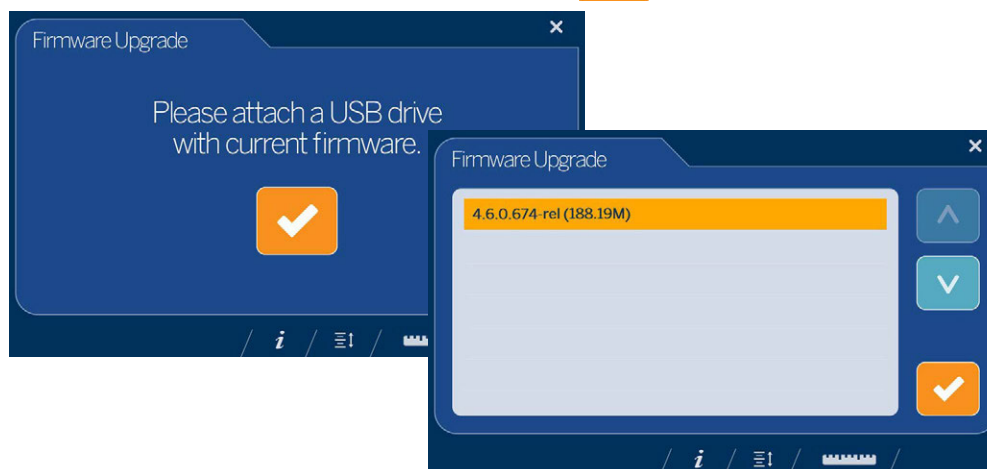 Firmware Upgrade
Please attach a USB drive
with current firmware.
i
Firmware Upgrade
4.6.0.674-rel (188.19M)
i